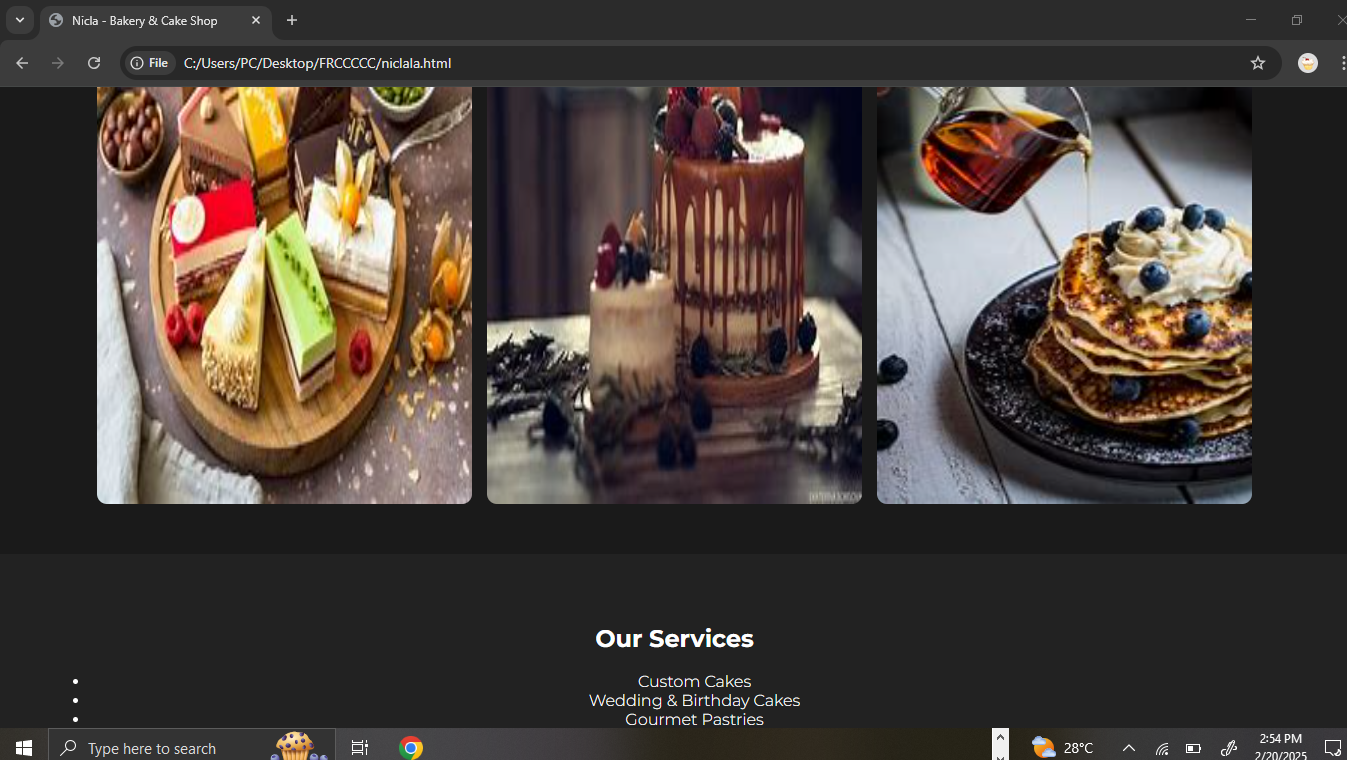 Nicla - Bakery & Cake Shop
File
C:/Users/PC/Desktop/FRCCCCC/niclala.html
Our Services
Custom Cakes
Wedding & Birthday Cakes
Gourmet Pastries
Type here to search
28°C
2:54 PM
2/20/2025